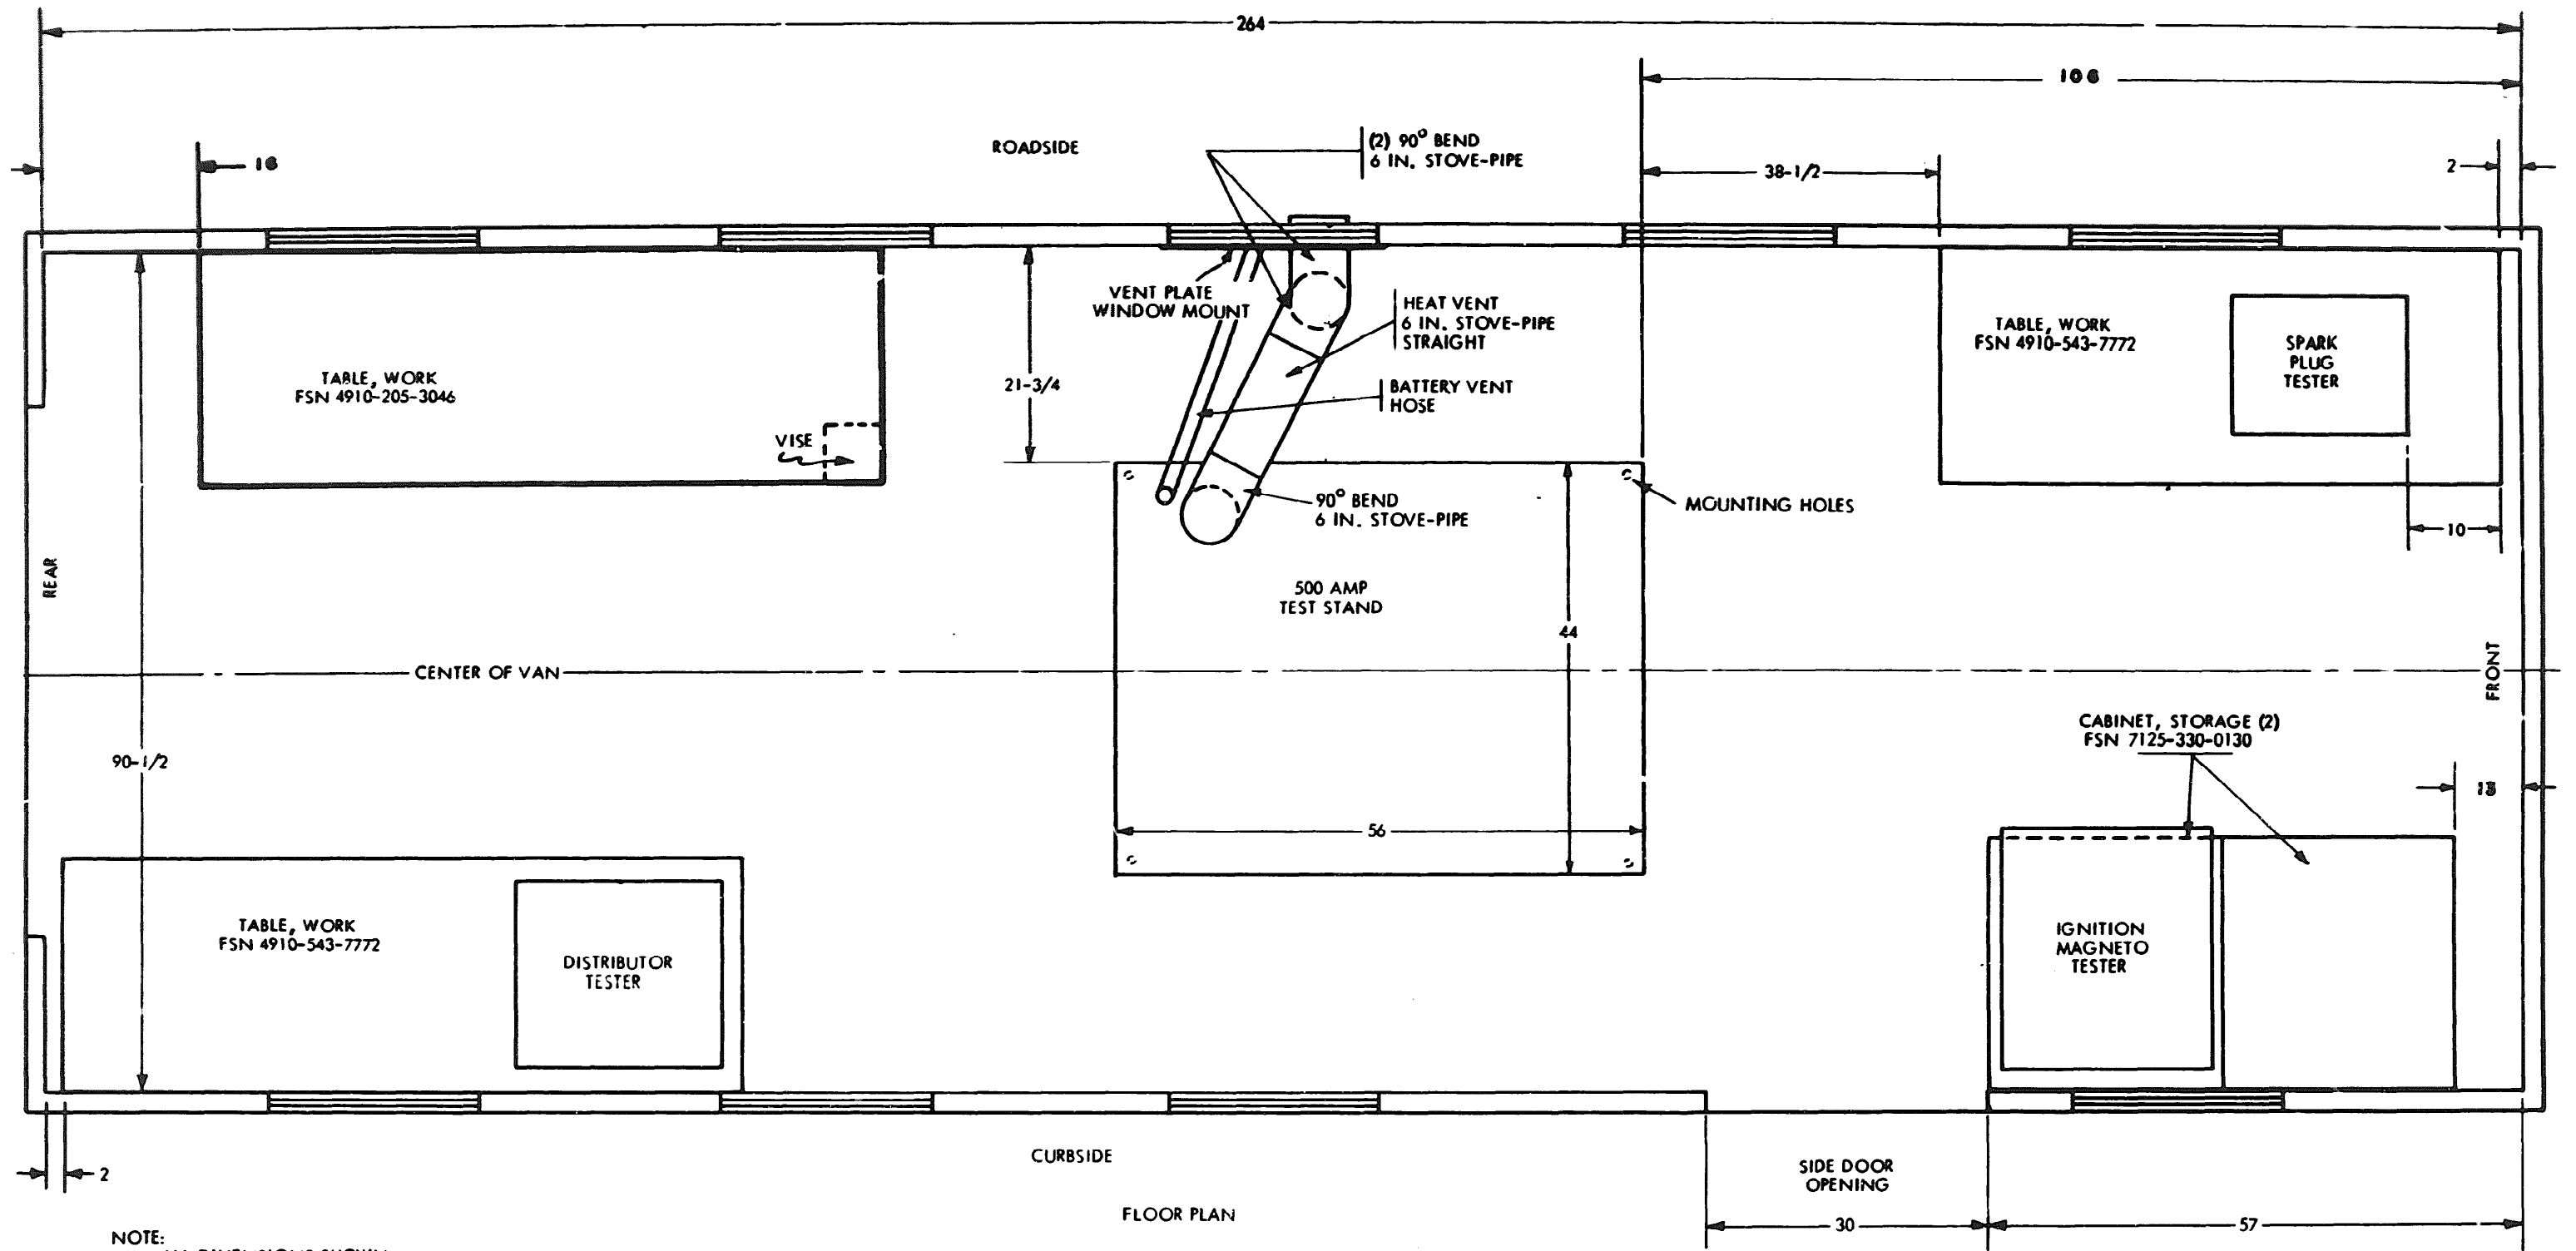 264
106
ROADSIDE
(2) 90° BEND
6 IN. STOVE-PIPE
16
38-1/2
2
VENT PLATE
WINDOW MOUNT
HEAT VENT
6 IN. STOVE-PIPE
STRAIGHT
TABLE, WORK
FSN 4910-543-7772
SPARK
PLUG
TESTER
TABLE, WORK
FSN 4910-205-3046
21-3/4
BATTERY VENT
HOSE
VISE
90° BEND
6 IN. STOVE-PIPE
MOUNTING HOLES
10
REAR
500 AMP
TEST STAND
44
CENTER OF VAN
FRONT
CABINET, STORAGE (2)
FSN 7125-330-0130
90-1/2
56
TABLE, WORK
FSN 4910-543-7772
DISTRIBUTOR
TESTER
IGNITION
MAGNETO
TESTER
2
CURBSIDE
SIDE DOOR
OPENING
FLOOR PLAN
30
57
NOTE: